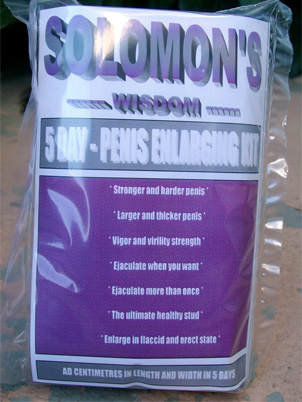 SOLOMON'S
WISDOM
5 DAY - PENIS ENLARGING KIT
' Stronger and harder penis '
' Larger and thicker penis '
' Vigor and virility strength '
' Ejaculate when you want '
' Ejaculate more than once '
' The ultimate healthy stud '
' Enlarge in flaccid and erect state '
AD CENTIMETRES IN LENGTH AND WIDTH IN 5 DAYS